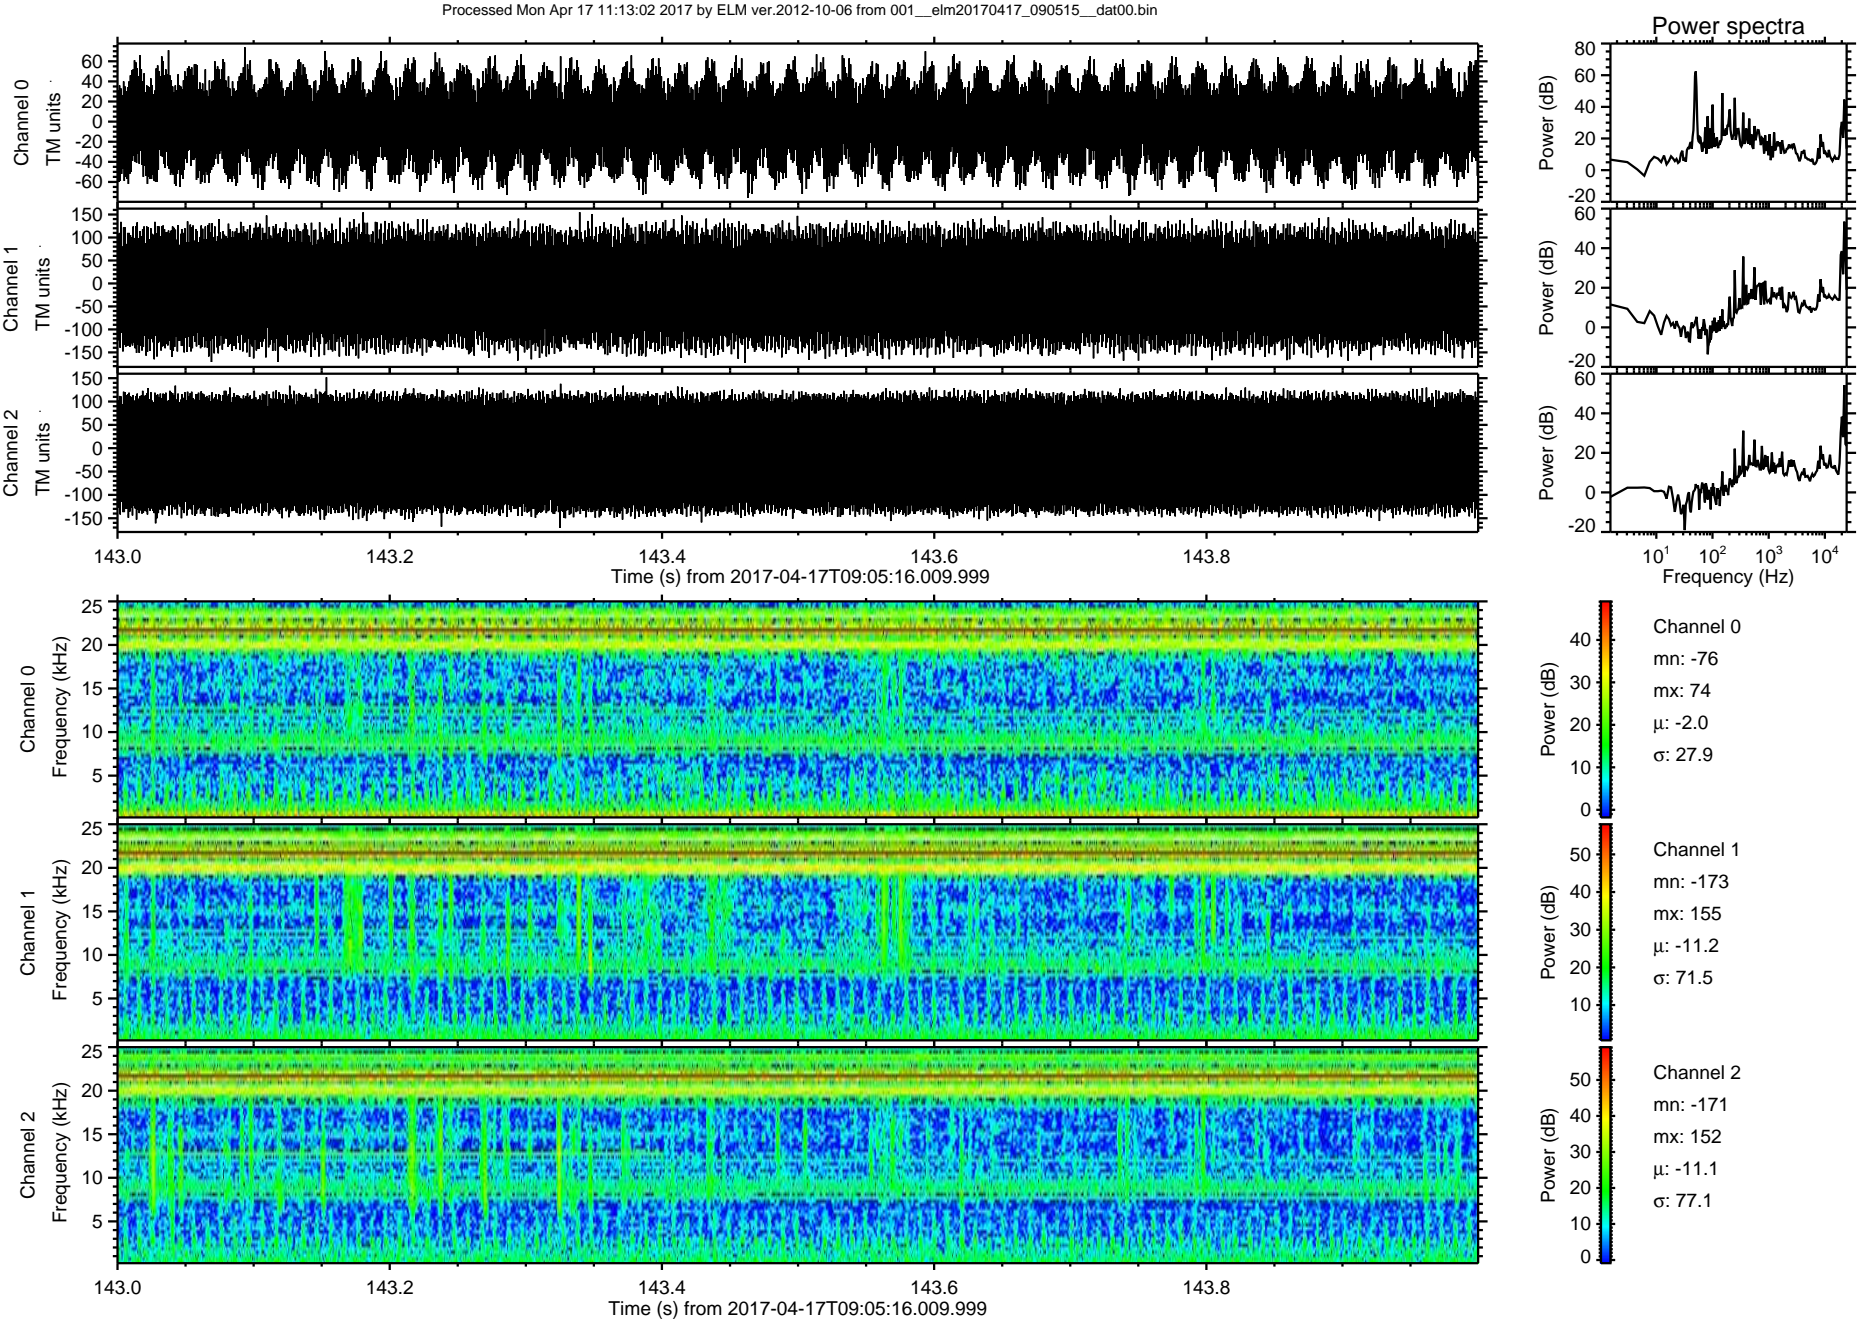 Processed Mon Apr 17 11:13:02 2017 by ELM ver.2012-10-06 from 001__elm20170417_090515__dat00.bin
Power spectra
Channel 0
TM units
60
40
20
0
-20
-40
-60
Power (dB)
80
60
40
20
0
-20
Channel 1
TM units
150
100
50
0
-50
-100
-150
Power (dB)
60
40
20
0
-20
Channel 2
TM units
150
100
50
0
-50
-100
-150
Power (dB)
60
40
20
0
-20
143.0 143.2 143.4 143.6 143.8
Time (s) from 2017-04-17T09:05:16.009.999
10¹ 10² 10³ 10⁴
Frequency (Hz)
Channel 0
Frequency (kHz)
25
20
15
10
5
Power (dB)
40
30
20
10
0
Channel 0
mn: -76
mx: 74
μ: -2.0
σ: 27.9
Channel 1
Frequency (kHz)
25
20
15
10
5
Power (dB)
50
40
30
20
10
Channel 1
mn: -173
mx: 155
μ: -11.2
σ: 71.5
Channel 2
Frequency (kHz)
25
20
15
10
5
Power (dB)
50
40
30
20
10
0
Channel 2
mn: -171
mx: 152
μ: -11.1
σ: 77.1
143.0 143.2 143.4 143.6 143.8
Time (s) from 2017-04-17T09:05:16.009.999